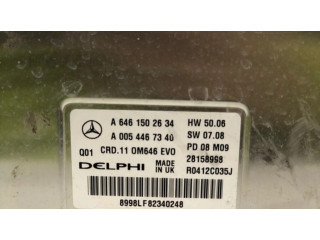 A 646 150 26 34 HW 50.06
A 005 446 73 40 SW 07.08
Q01 CRD.11 OM646 EVO PD 08 M09
DELPHI MADE IN UK 28158998
R0412C035J
8998LF82340248